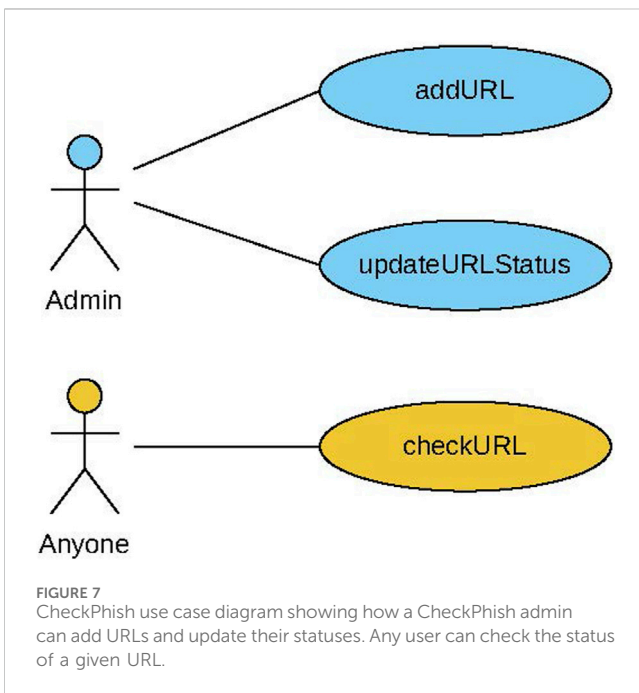 addURL
updateURLStatus
Admin
checkURL
Anyone
FIGURE 7
CheckPhish use case diagram showing how a CheckPhish admin
can add URLs and update their statuses. Any user can check the status
of a given URL.